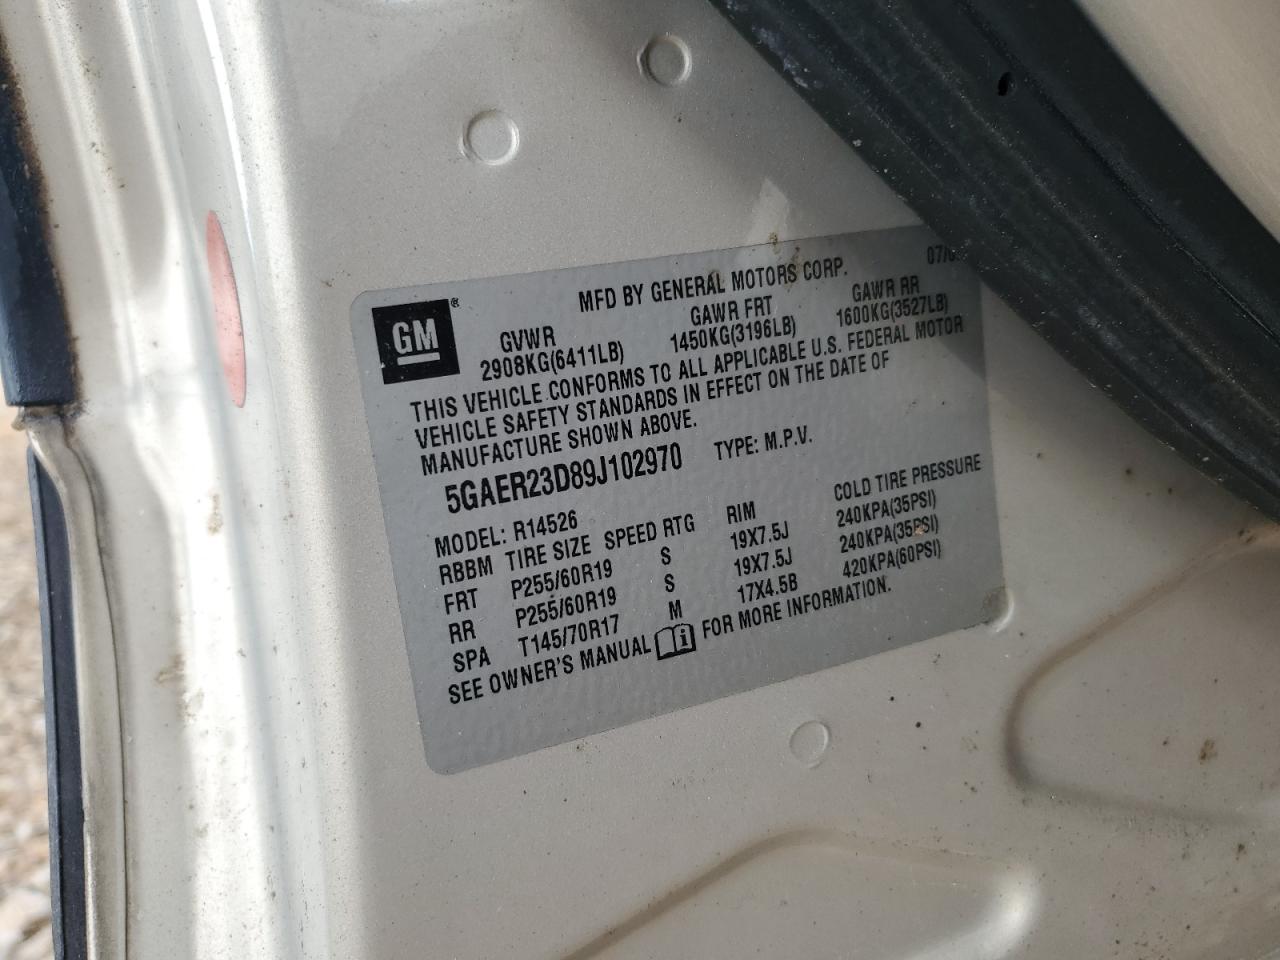 MFD BY GENERAL MOTORS CORP.
GM®
GVWR GAWR FRT GAWR RR
2908KG(6411LB) 1450KG(3196LB) 1600KG(3527LB)
THIS VEHICLE CONFORMS TO ALL APPLICABLE U.S. FEDERAL MOTOR
VEHICLE SAFETY STANDARDS IN EFFECT ON THE DATE OF
MANUFACTURE SHOWN ABOVE.
5GAER23D89J102970 TYPE: M.P.V.
MODEL: R14526
RBBM TIRE SIZE SPEED RTG RIM COLD TIRE PRESSURE
FRT P255/60R19 S 19X7.5J 240KPA(35PSI)
RR P255/60R19 S 19X7.5J 240KPA(35PSI)
SPA T145/70R17 M 17X4.5B 420KPA(60PSI)
SEE OWNER'S MANUAL FOR MORE INFORMATION.